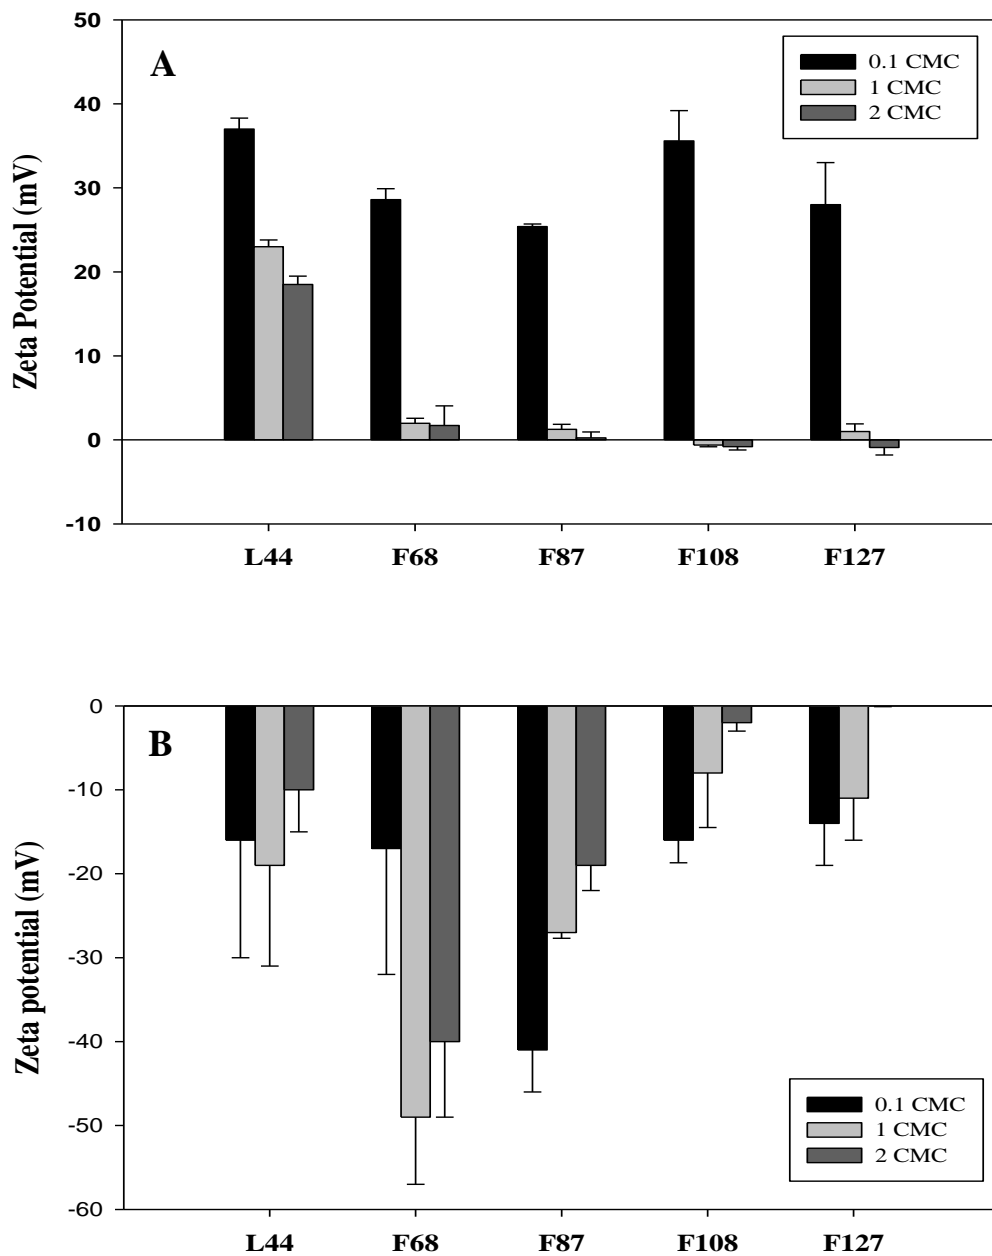 A
0.1 CMC
1 CMC
2 CMC
Zeta Potential (mV)
50
40
30
20
10
0
-10
L44 F68 F87 F108 F127
B
Zeta potential (mV)
0
-10
-20
-30
-40
-50
-60
0.1 CMC
1 CMC
2 CMC
L44 F68 F87 F108 F127